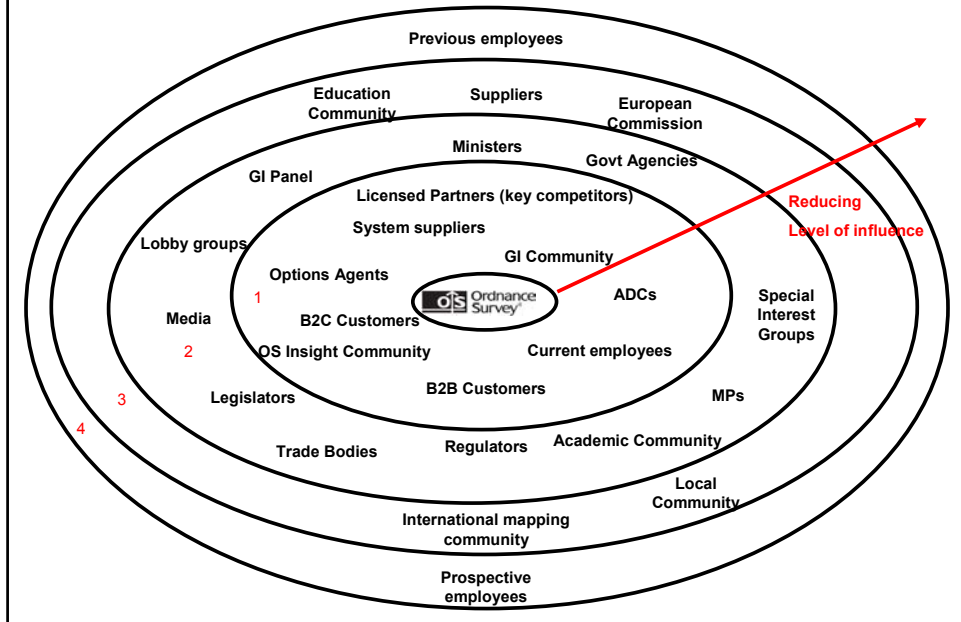 Previous employees
Education
Community
Suppliers
European
Commission
Ministers
Govt Agencies
GI Panel
Licensed Partners (key competitors)
Reducing
Level of influence
System suppliers
Lobby groups
GI Community
Options Agents
1
OS Ordnance
Survey®
ADCs
Special
Interest
Groups
Media
B2C Customers
2
OS Insight Community
Current employees
B2B Customers
3
Legislators
MPs
4
Trade Bodies
Regulators
Academic Community
Local
Community
International mapping
community
Prospective
employees